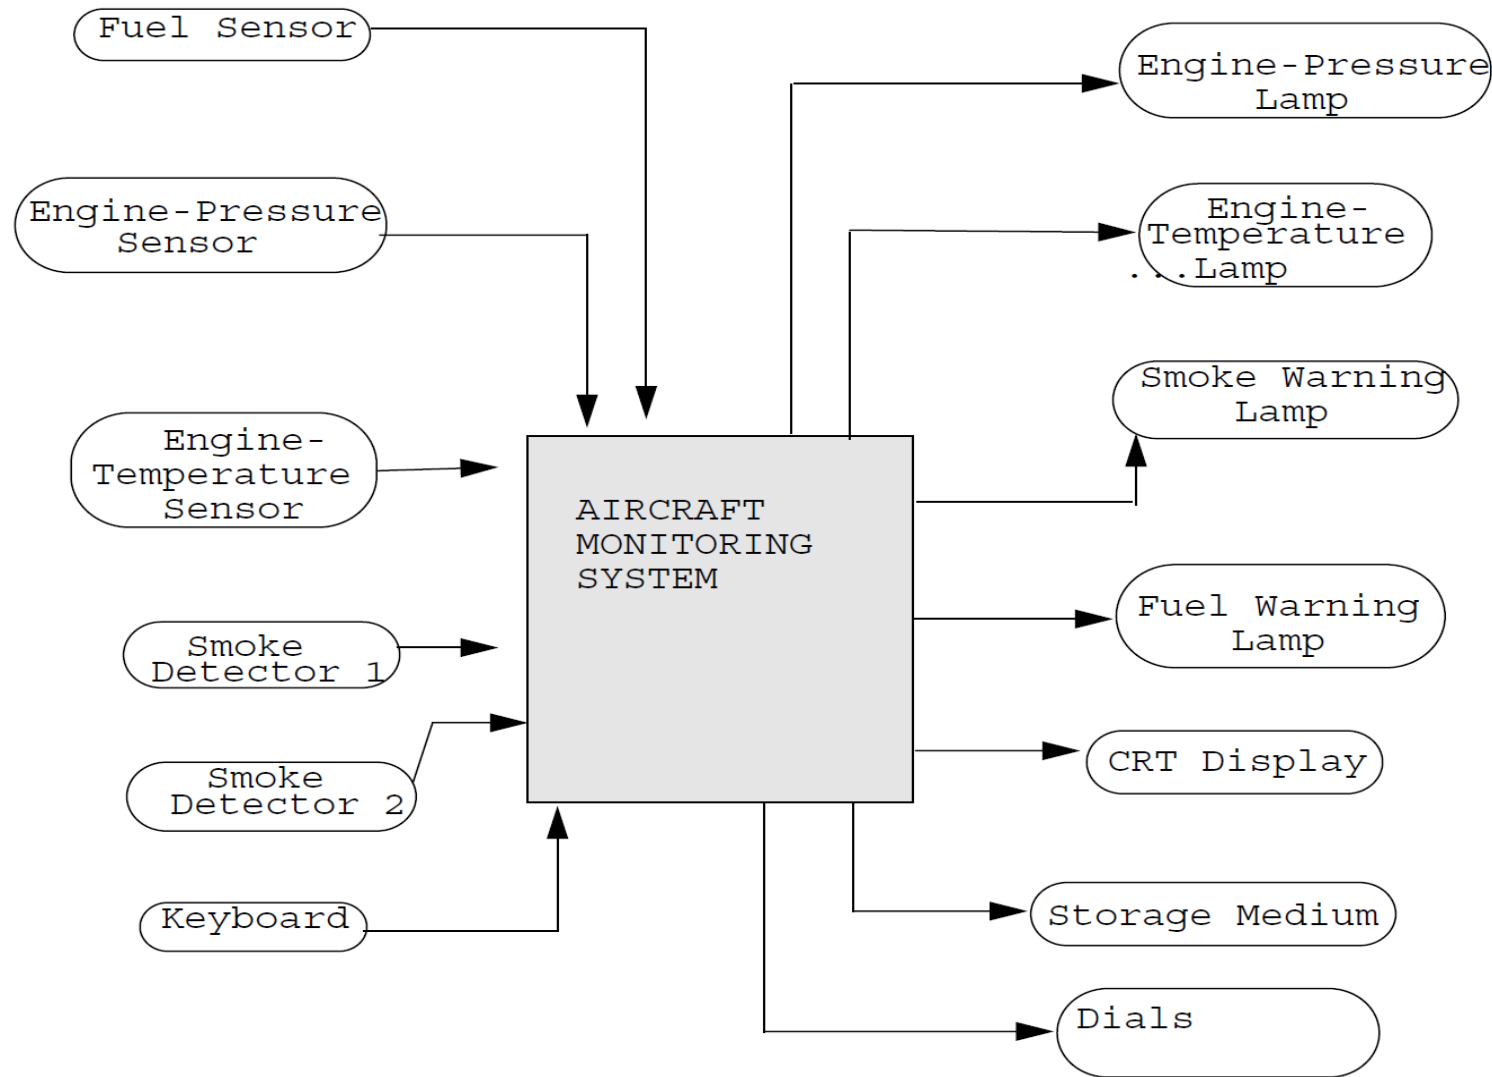 Fuel Sensor
Engine-Pressure
Sensor
Engine-
Temperature
Sensor
Smoke
Detector 1
Smoke
Detector 2
Keyboard
AIRCRAFT
MONITORING
SYSTEM
Engine-Pressure
Lamp
Engine-
Temperature
...Lamp
Smoke Warning
Lamp
Fuel Warning
Lamp
CRT Display
Storage Medium
Dials